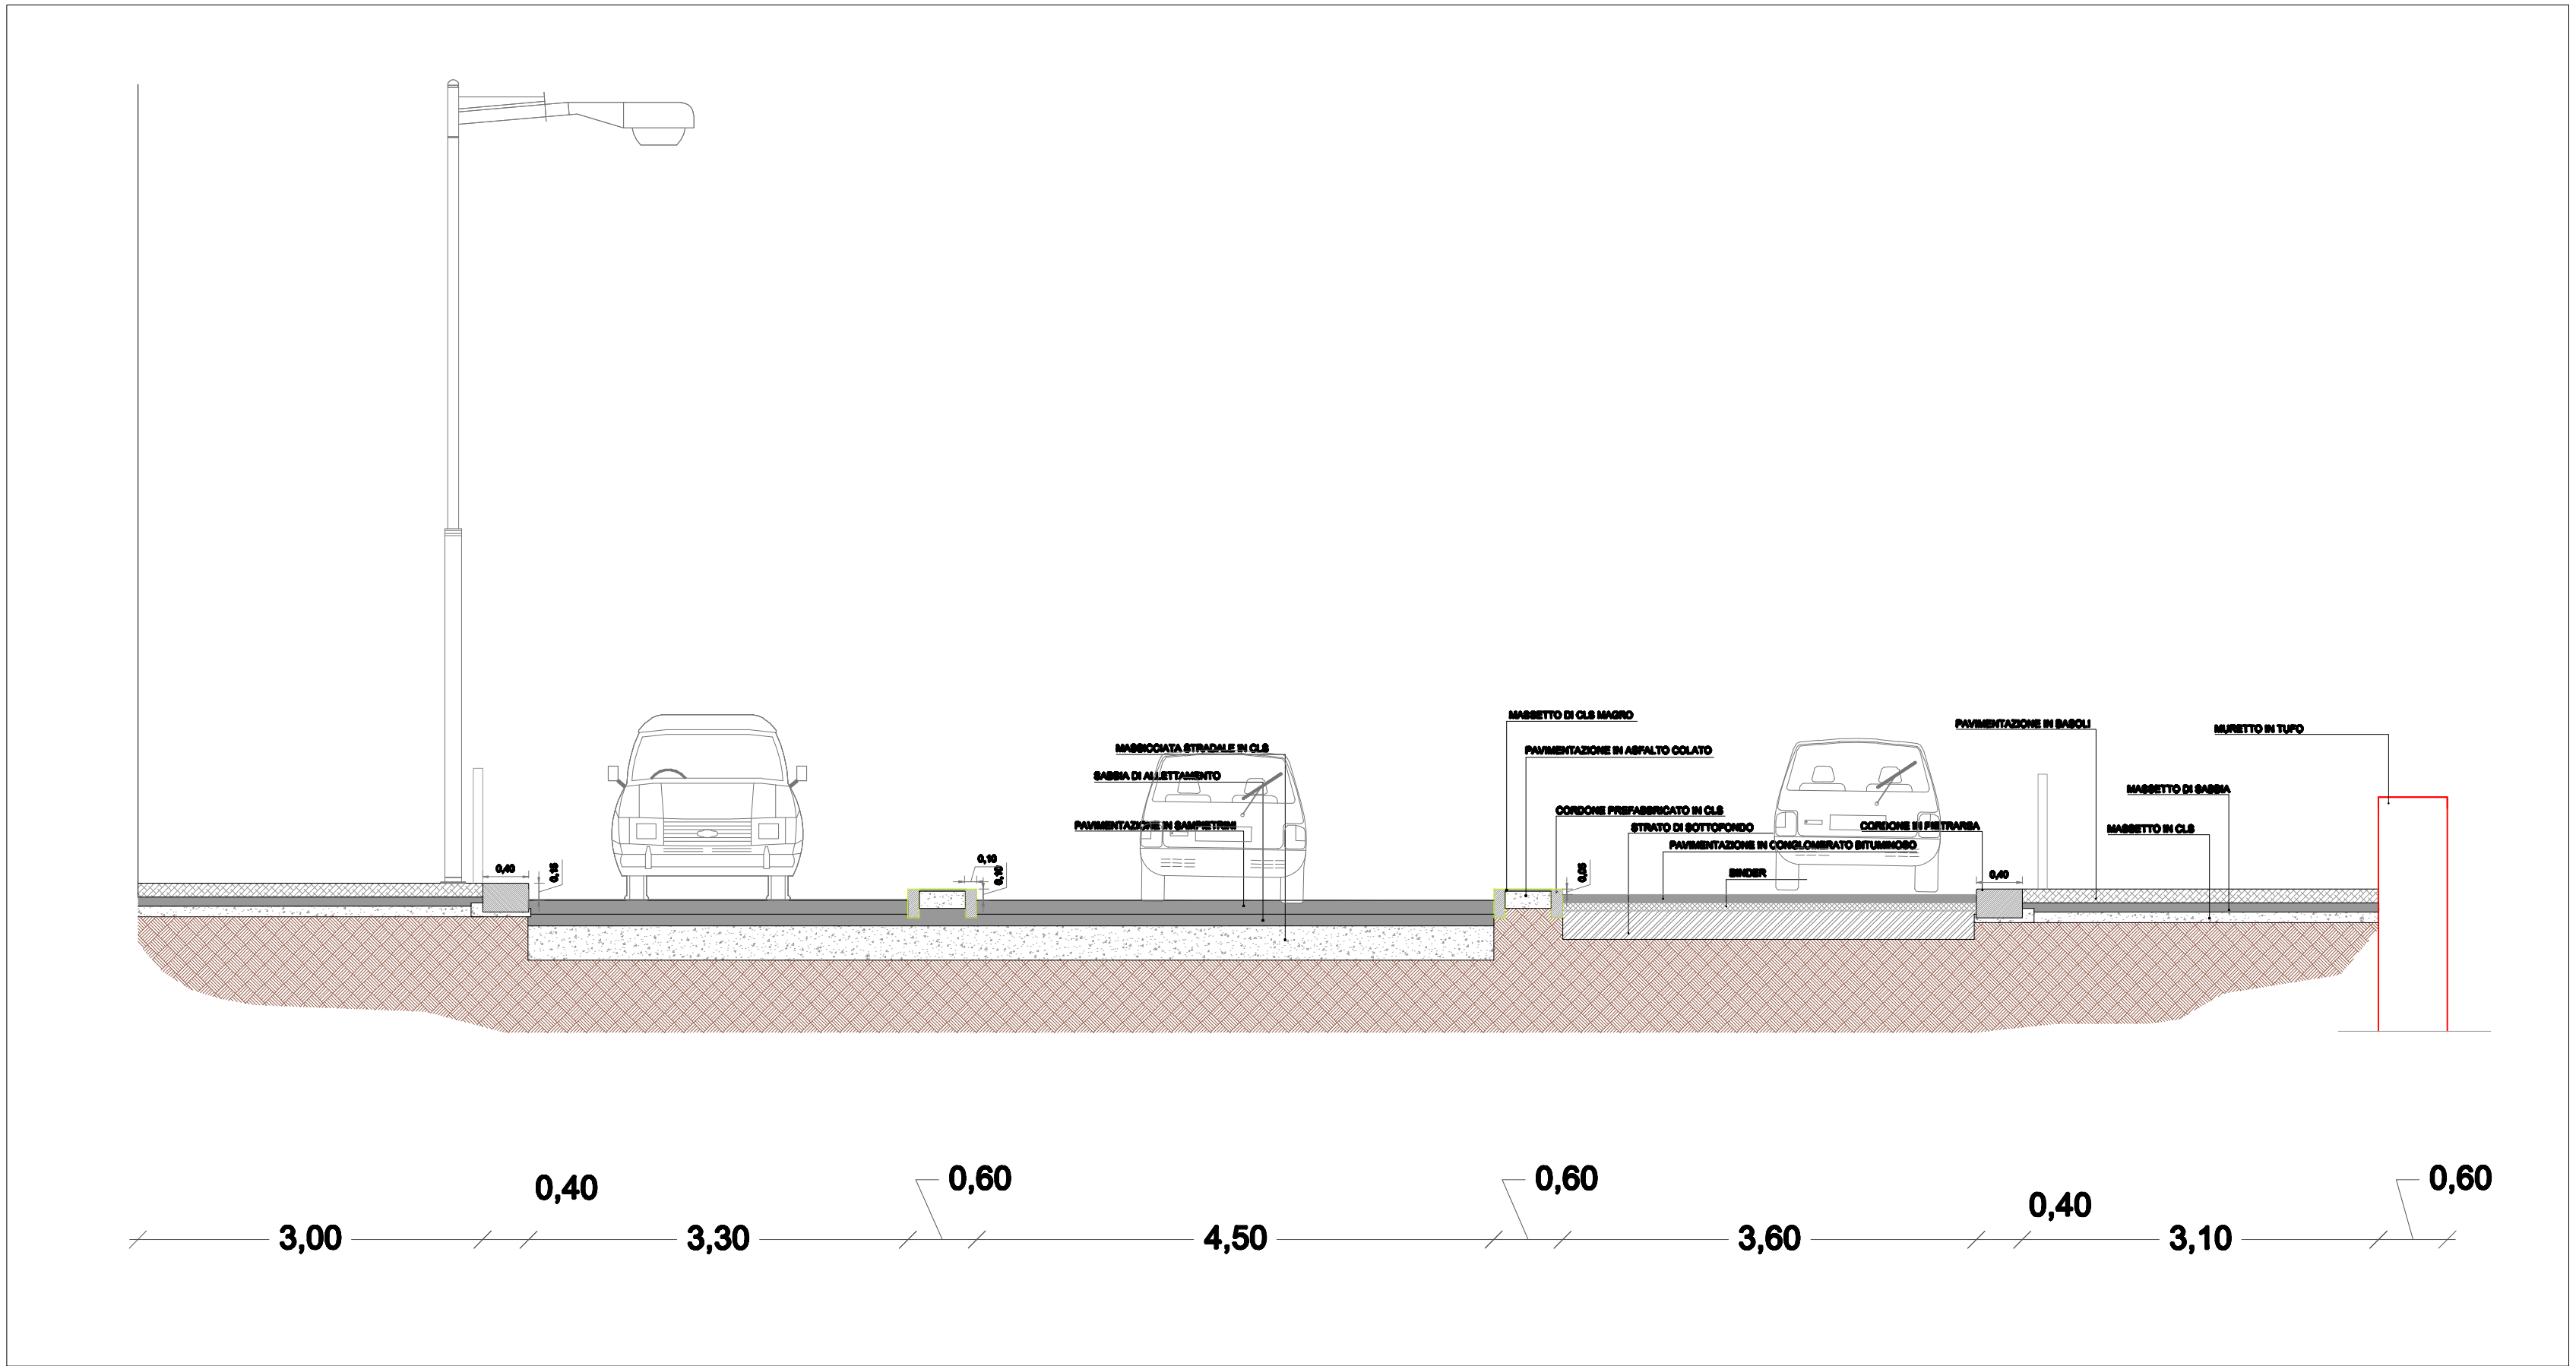 MASSETTO DI CLS MAGRO
PAVIMENTAZIONE IN BASOLI
MURETTO IN TUFO
MASSICCIATA STRADALE IN CLS
PAVIMENTAZIONE IN ASFALTO COLATO
SABBIA DI ALLETTAMENTO
MASSETTO DI SABBIA
CORDONE PREFABBRICATO IN CLS
PAVIMENTAZIONE IN SAMPIETRINI
STRATO DI SOTTOFONDO
CORDONE IN PIETRARSA
MASSETTO IN CLS
PAVIMENTAZIONE IN CONGLOMERATO BITUMINOSO
BINDER
0,40
0,15
0,10
0,10
0,05
0,40
0,40
0,60
0,60
0,40
0,60
3,00
3,30
4,50
3,60
3,10